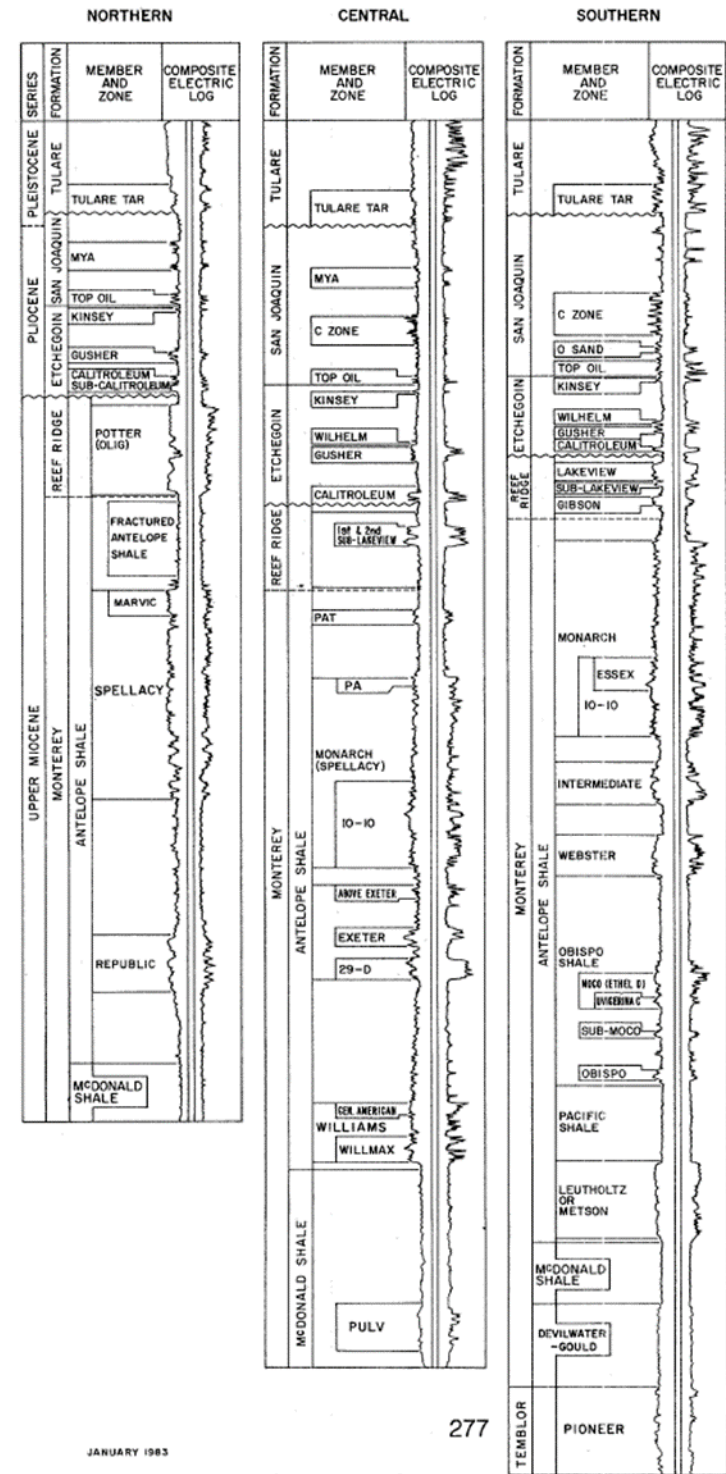 NORTHERN
SERIES
FORMATION
MEMBER
AND
ZONE
COMPOSITE
ELECTRIC
LOG
PLEISTOCENE
PLIOCENE
UPPER MIOCENE
TULARE
SAN JOAQUIN
ETCHEGOIN
REEF RIDGE
MONTEREY
ANTELOPE SHALE
TULARE TAR
MYA
TOP OIL
KINSEY
GUSHER
CALITROLEUM
SUB-CALITROLEUM
POTTER
(OLIG)
FRACTURED
ANTELOPE
SHALE
MARVIC
SPELLACY
REPUBLIC
McDONALD
SHALE
CENTRAL
FORMATION
MEMBER
AND
ZONE
COMPOSITE
ELECTRIC
LOG
TULARE
SAN JOAQUIN
ETCHEGOIN
REEF RIDGE
MONTEREY
ANTELOPE SHALE
McDONALD SHALE
TULARE TAR
MYA
C ZONE
TOP OIL
KINSEY
WILHELM
GUSHER
CALITROLEUM
1st & 2nd
SUB-LAKEVIEW
PAT
PA
MONARCH
(SPELLACY)
10-10
ABOVE EXETER
EXETER
29-D
GEN. AMERICAN
WILLIAMS
WILLMAX
PULV
SOUTHERN
FORMATION
MEMBER
AND
ZONE
COMPOSITE
ELECTRIC
LOG
TULARE
SAN JOAQUIN
ETCHEGOIN
REEF
RIDGE
MONTEREY
ANTELOPE SHALE
TEMBLOR
TULARE TAR
C ZONE
O SAND
TOP OIL
KINSEY
WILHELM
GUSHER
CALITROLEUM
LAKEVIEW
SUB-LAKEVIEW
GIBSON
MONARCH
ESSEX
10-10
INTERMEDIATE
WEBSTER
OBISPO
SHALE
MOCO (ETHEL D)
UVIGERINA C
SUB-MOCO
OBISPO
PACIFIC
SHALE
LEUTHOLTZ
OR
METSON
McDONALD
SHALE
DEVILWATER
-GOULD
PIONEER
JANUARY 1983
277